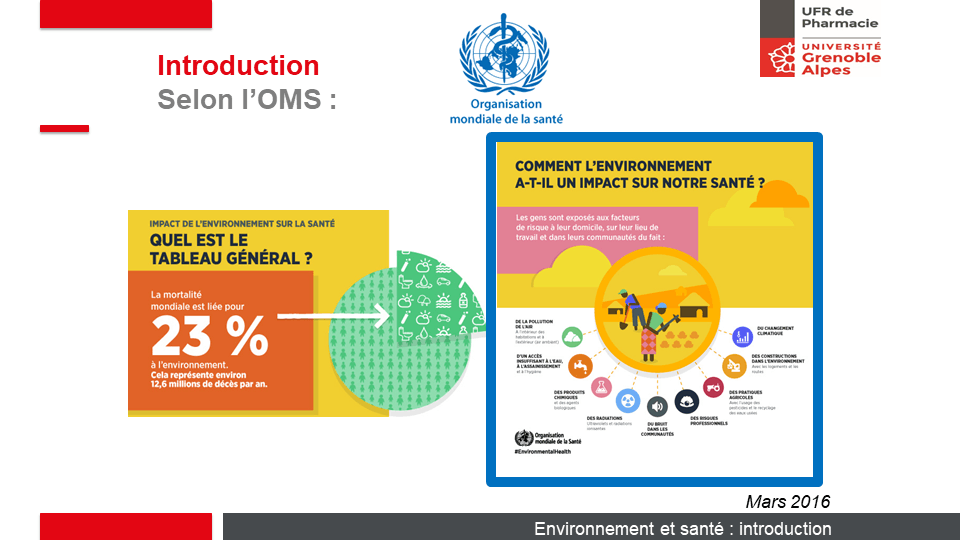 UFR de
Pharmacie
UNIVERSITÉ
Grenoble
Alpes
Introduction
Selon l’OMS :
Organisation
mondiale de la santé
IMPACT DE L'ENVIRONNEMENT SUR LA SANTÉ
QUEL EST LE
TABLEAU GÉNÉRAL ?
La mortalité
mondiale est liée pour
23 %
à l'environnement.
Cela représente environ
12,6 millions de décès par an.
COMMENT L'ENVIRONNEMENT
A-T-IL UN IMPACT SUR NOTRE SANTÉ ?
Les gens sont exposés aux facteurs
de risque à leur domicile, sur leur lieu de
travail et dans leurs communautés du fait :
DE LA POLLUTION
DE L'AIR
À l'intérieur des
habitations et à
l'extérieur (air ambiant)
D'UN ACCÈS
INSUFFISANT À L'EAU,
À L'ASSAINISSEMENT
et à l'hygiène
DES PRODUITS
CHIMIQUES
et des agents
biologiques
DES RADIATIONS
Ultraviolets et radiations
ionisantes
DU BRUIT
DANS LES
COMMUNAUTÉS
DES RISQUES
PROFESSIONNELS
DES PRATIQUES
AGRICOLES
Avec l'usage des
pesticides et le recyclage
des eaux usées
DES CONSTRUCTIONS
DANS L'ENVIRONNEMENT
Avec les logements et les
routes
DU CHANGEMENT
CLIMATIQUE
Organisation
mondiale de la Santé
#EnvironmentalHealth
Mars 2016
Environnement et santé : introduction